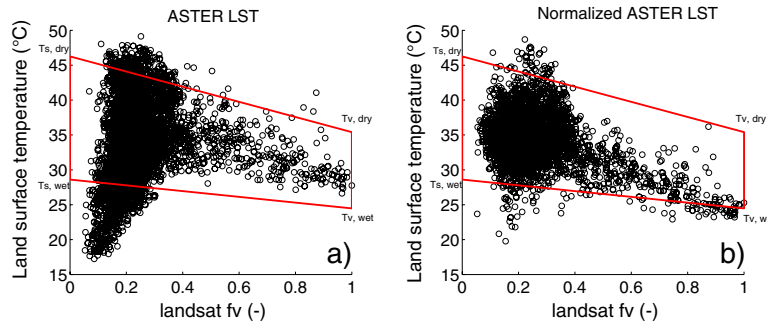 ASTER LST
Land surface temperature (°C)
50
45
40
35
30
25
20
15
Ts, dry
Tv, dry
Ts, wet
Tv, wet
a)
0
0.2
0.4
0.6
0.8
1
landsat fv (-)
Normalized ASTER LST
Land surface temperature (°C)
50
45
40
35
30
25
20
15
Ts, dry
Tv, dry
Ts, wet
Tv, w
b)
0
0.2
0.4
0.6
0.8
1
landsat fv (-)